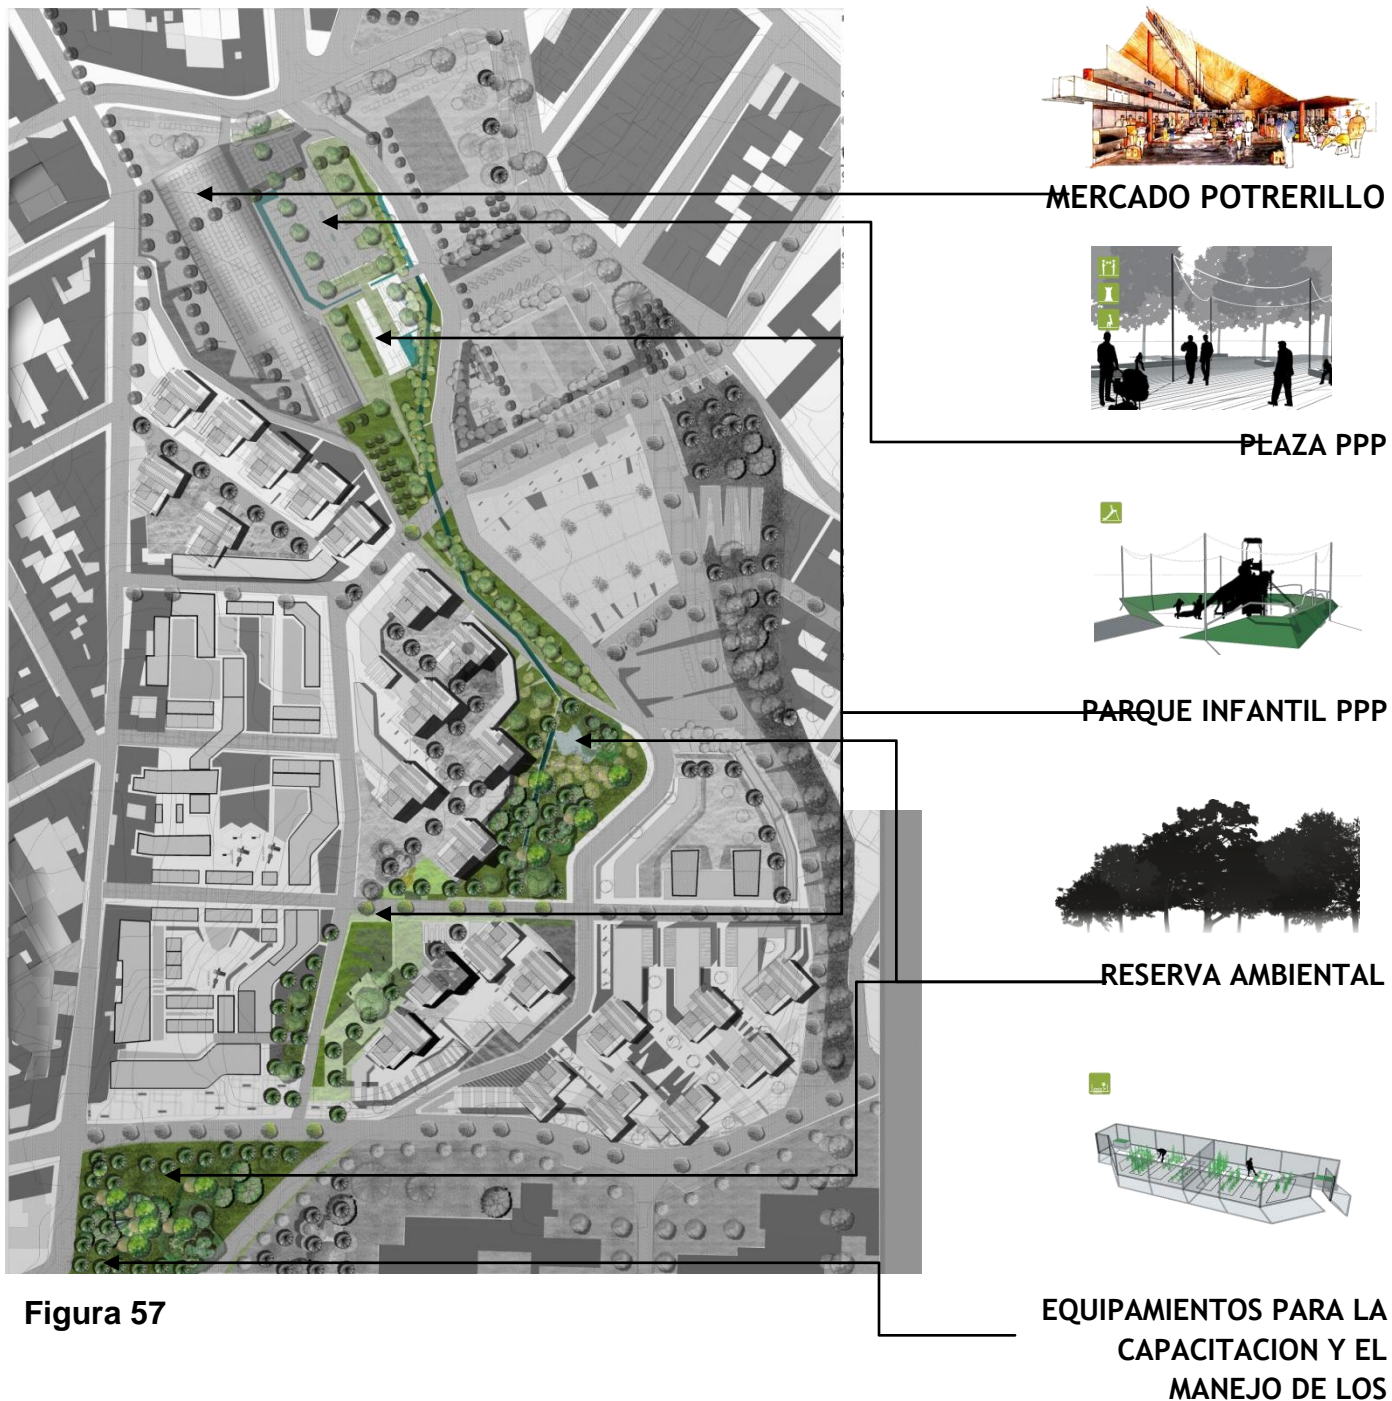 MERCADO POTRERILLO
PLAZA PPP
PARQUE INFANTIL PPP
RESERVA AMBIENTAL
Figura 57
EQUIPAMIENTOS PARA LA
CAPACITACION Y EL
MANEJO DE LOS